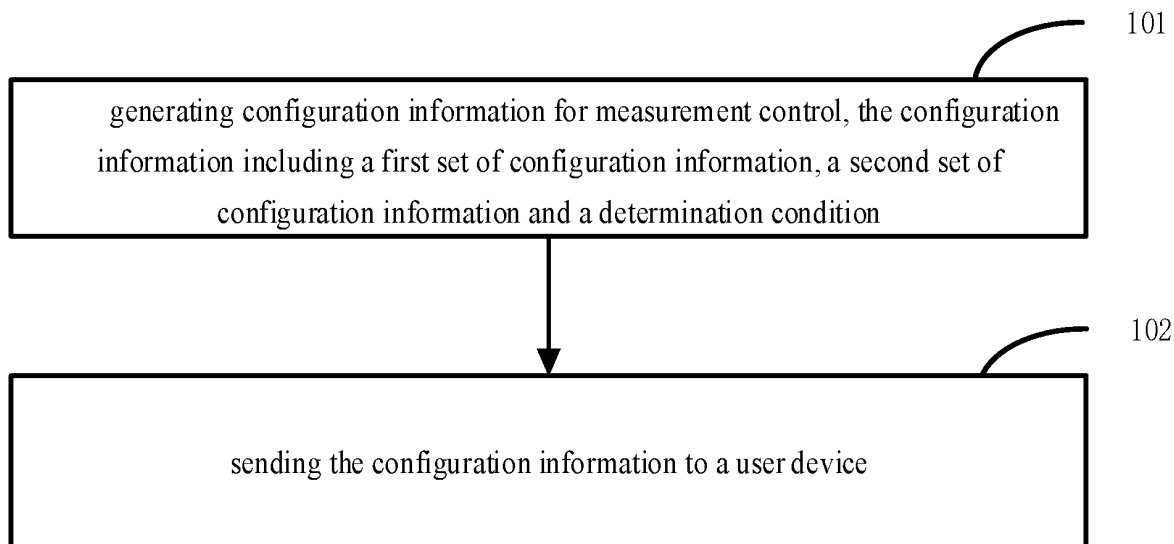 101
generating configuration information for measurement control, the configuration
information including a first set of configuration information, a second set of
configuration information and a determination condition
102
sending the configuration information to a user device